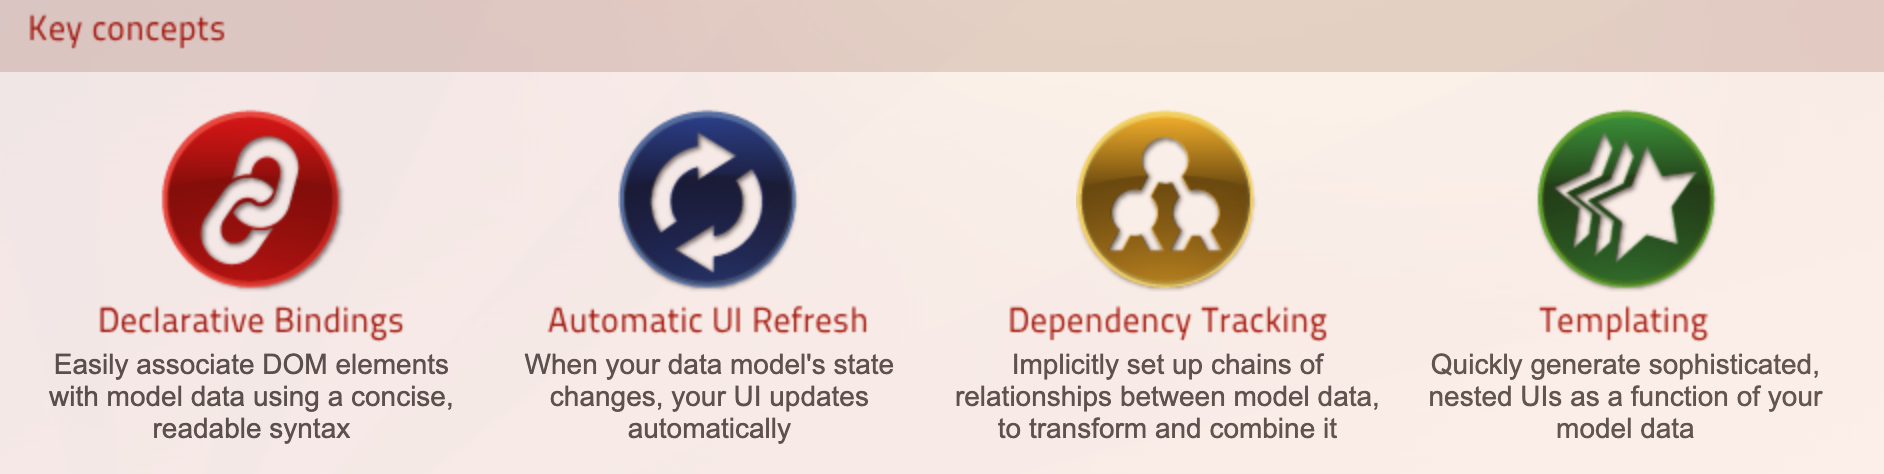 Key concepts
Declarative Bindings
Easily associate DOM elements
with model data using a concise,
readable syntax
Automatic UI Refresh
When your data model's state
changes, your UI updates
automatically
Dependency Tracking
Implicitly set up chains of
relationships between model data,
to transform and combine it
Templating
Quickly generate sophisticated,
nested UIs as a function of your
model data